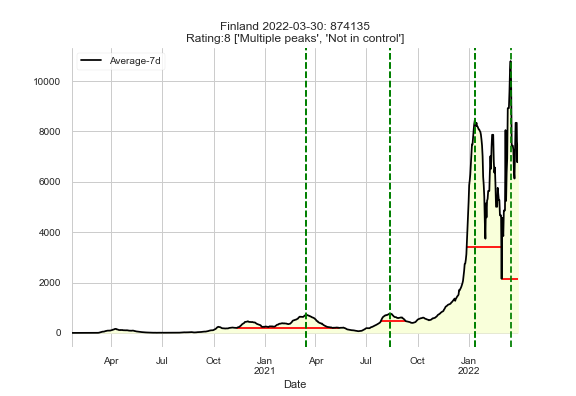 Finland 2022-03-30: 874135
Rating:8 ['Multiple peaks', 'Not in control']
Average-7d
10000
8000
6000
4000
2000
0
Apr Jul Oct Jan Apr Jul Oct Jan
2021 2022
Date